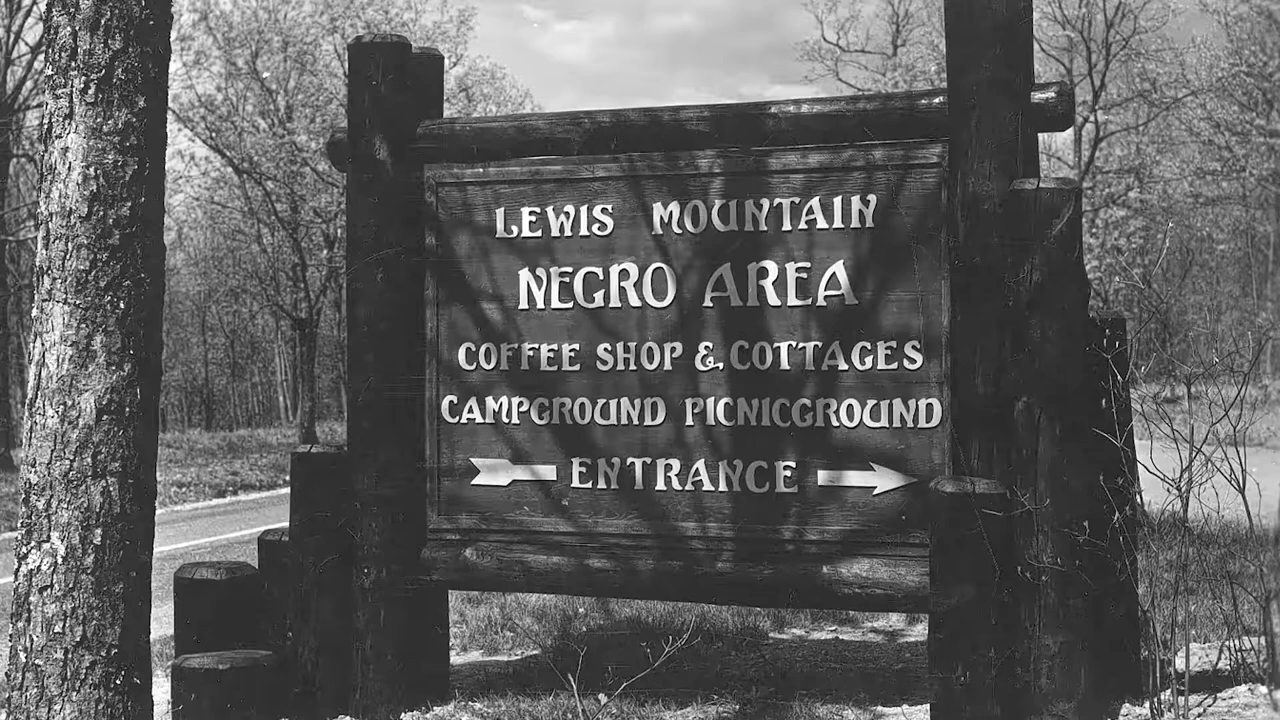 LEWIS MOUNTAIN
NEGRO AREA
COFFEE SHOP & COTTAGES
CAMPGROUND PICNICGROUND
ENTRANCE